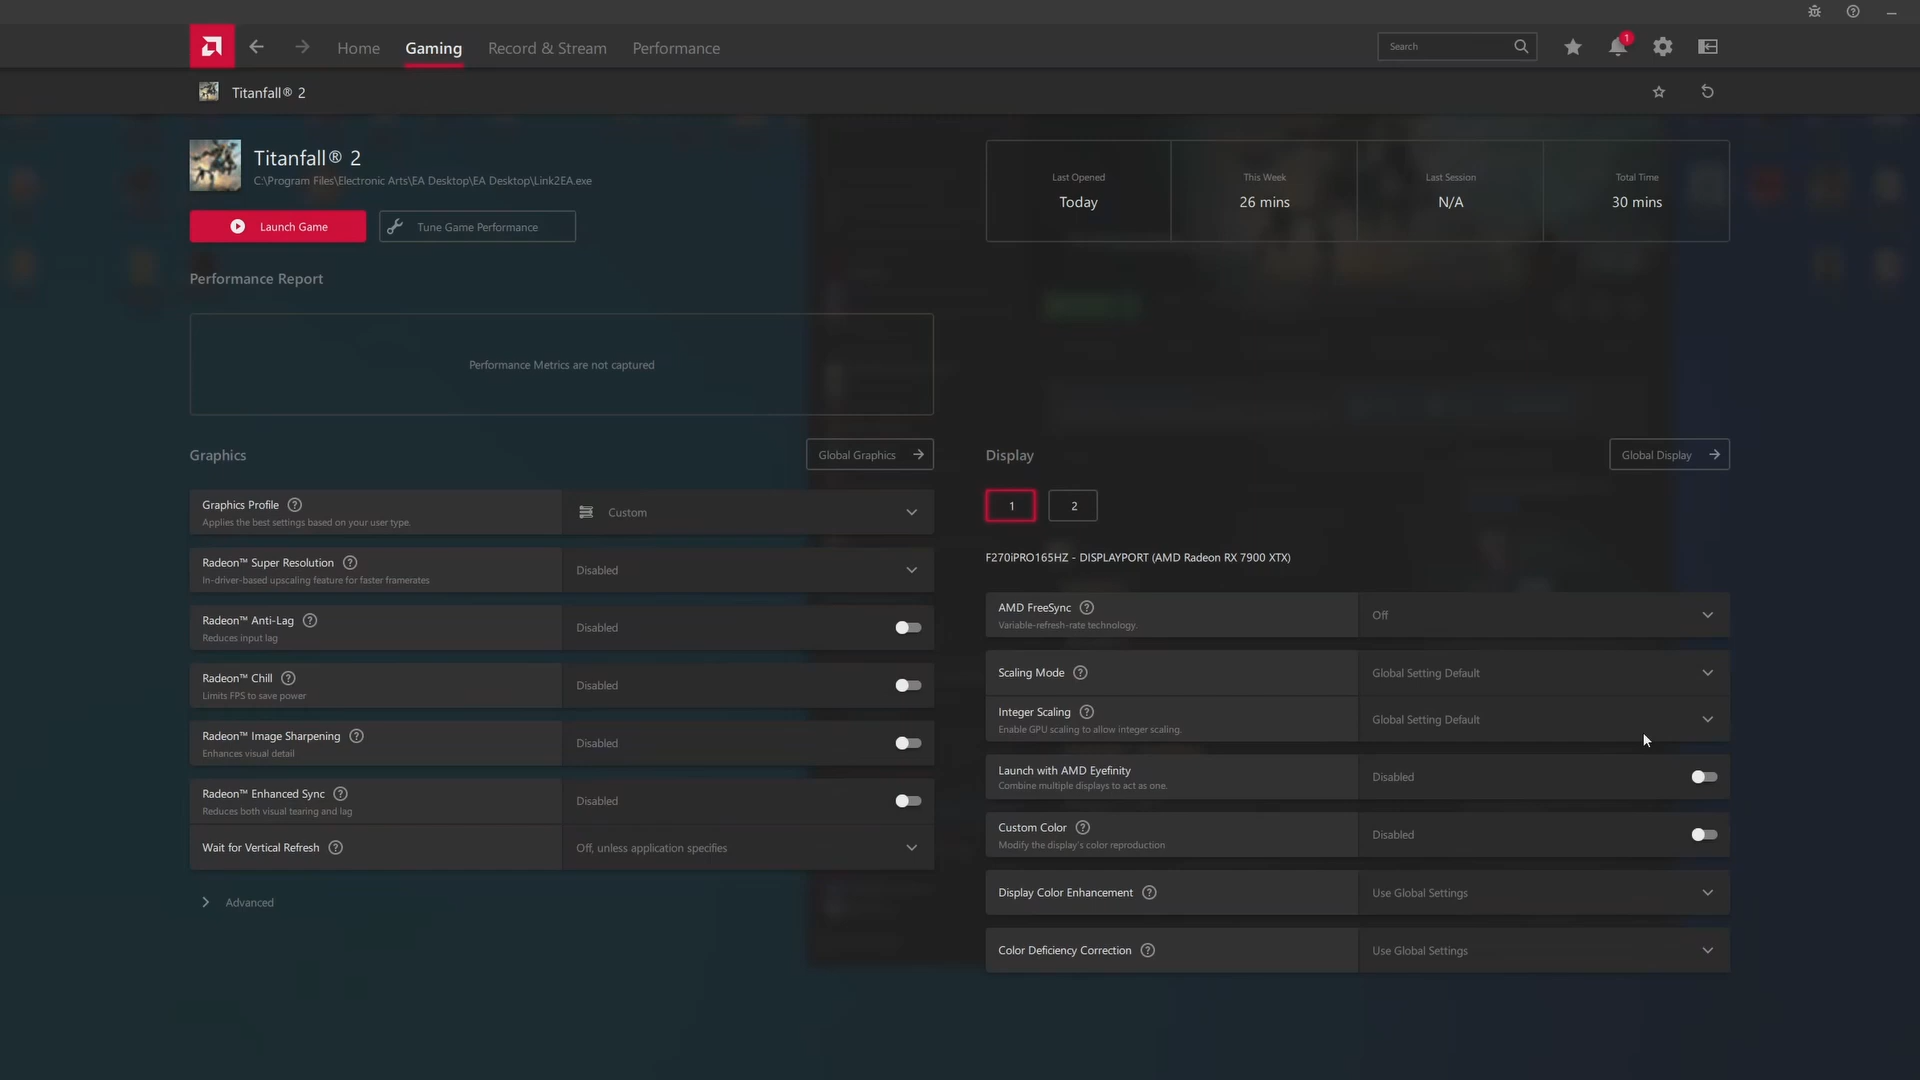 Home
Gaming
Record & Stream
Performance
Search
1
Titanfall® 2
Titanfall® 2
C:\Program Files\Electronic Arts\EA Desktop\EA Desktop\Link2EA.exe
Launch Game
Tune Game Performance
Last Opened
Today
This Week
26 mins
Last Session
N/A
Total Time
30 mins
Performance Report
Performance Metrics are not captured
Graphics
Global Graphics
Graphics Profile
Applies the best settings based on your user type.
Custom
Radeon™ Super Resolution
In-driver-based upscaling feature for faster framerates
Disabled
Radeon™ Anti-Lag
Reduces input lag
Disabled
Radeon™ Chill
Limits FPS to save power
Disabled
Radeon™ Image Sharpening
Enhances visual detail
Disabled
Radeon™ Enhanced Sync
Reduces both visual tearing and lag
Disabled
Wait for Vertical Refresh
Off, unless application specifies
Advanced
Display
Global Display
1
2
F270iPRO165HZ - DISPLAYPORT (AMD Radeon RX 7900 XTX)
AMD FreeSync
Variable-refresh-rate technology.
Off
Scaling Mode
Global Setting Default
Integer Scaling
Enable GPU scaling to allow integer scaling.
Global Setting Default
Launch with AMD Eyefinity
Combine multiple displays to act as one.
Disabled
Custom Color
Modify the display's color reproduction
Disabled
Display Color Enhancement
Use Global Settings
Color Deficiency Correction
Use Global Settings